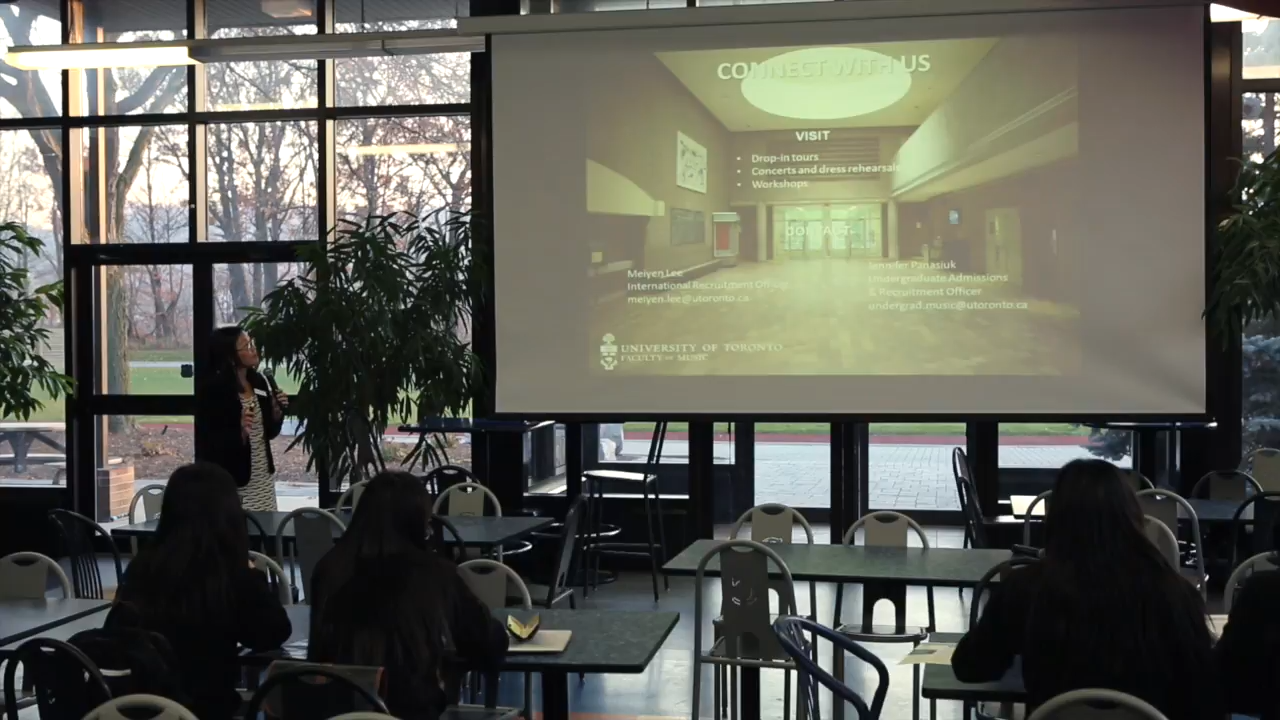 CONNECT WITH US
VISIT
• Drop-in tours
• Concerts and dress rehearsals
• Workshops
CONTACT
Meiyen Lee
International Recruitment Officer
meiyen.lee@utoronto.ca
Jennifer Panasiuk
Undergraduate Admissions
& Recruitment Officer
undergrad.music@utoronto.ca
UNIVERSITY OF TORONTO
FACULTY OF MUSIC